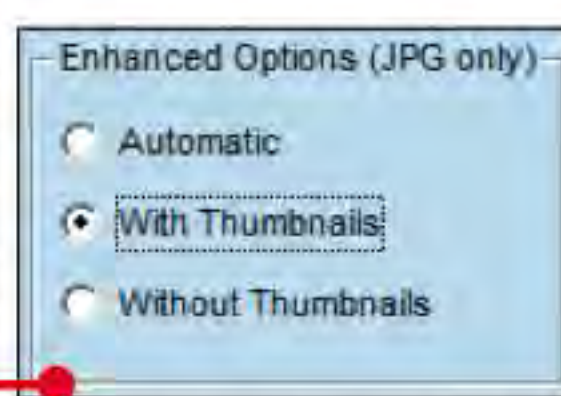 Enhanced Options (JPG only)
Automatic
With Thumbnails
Without Thumbnails